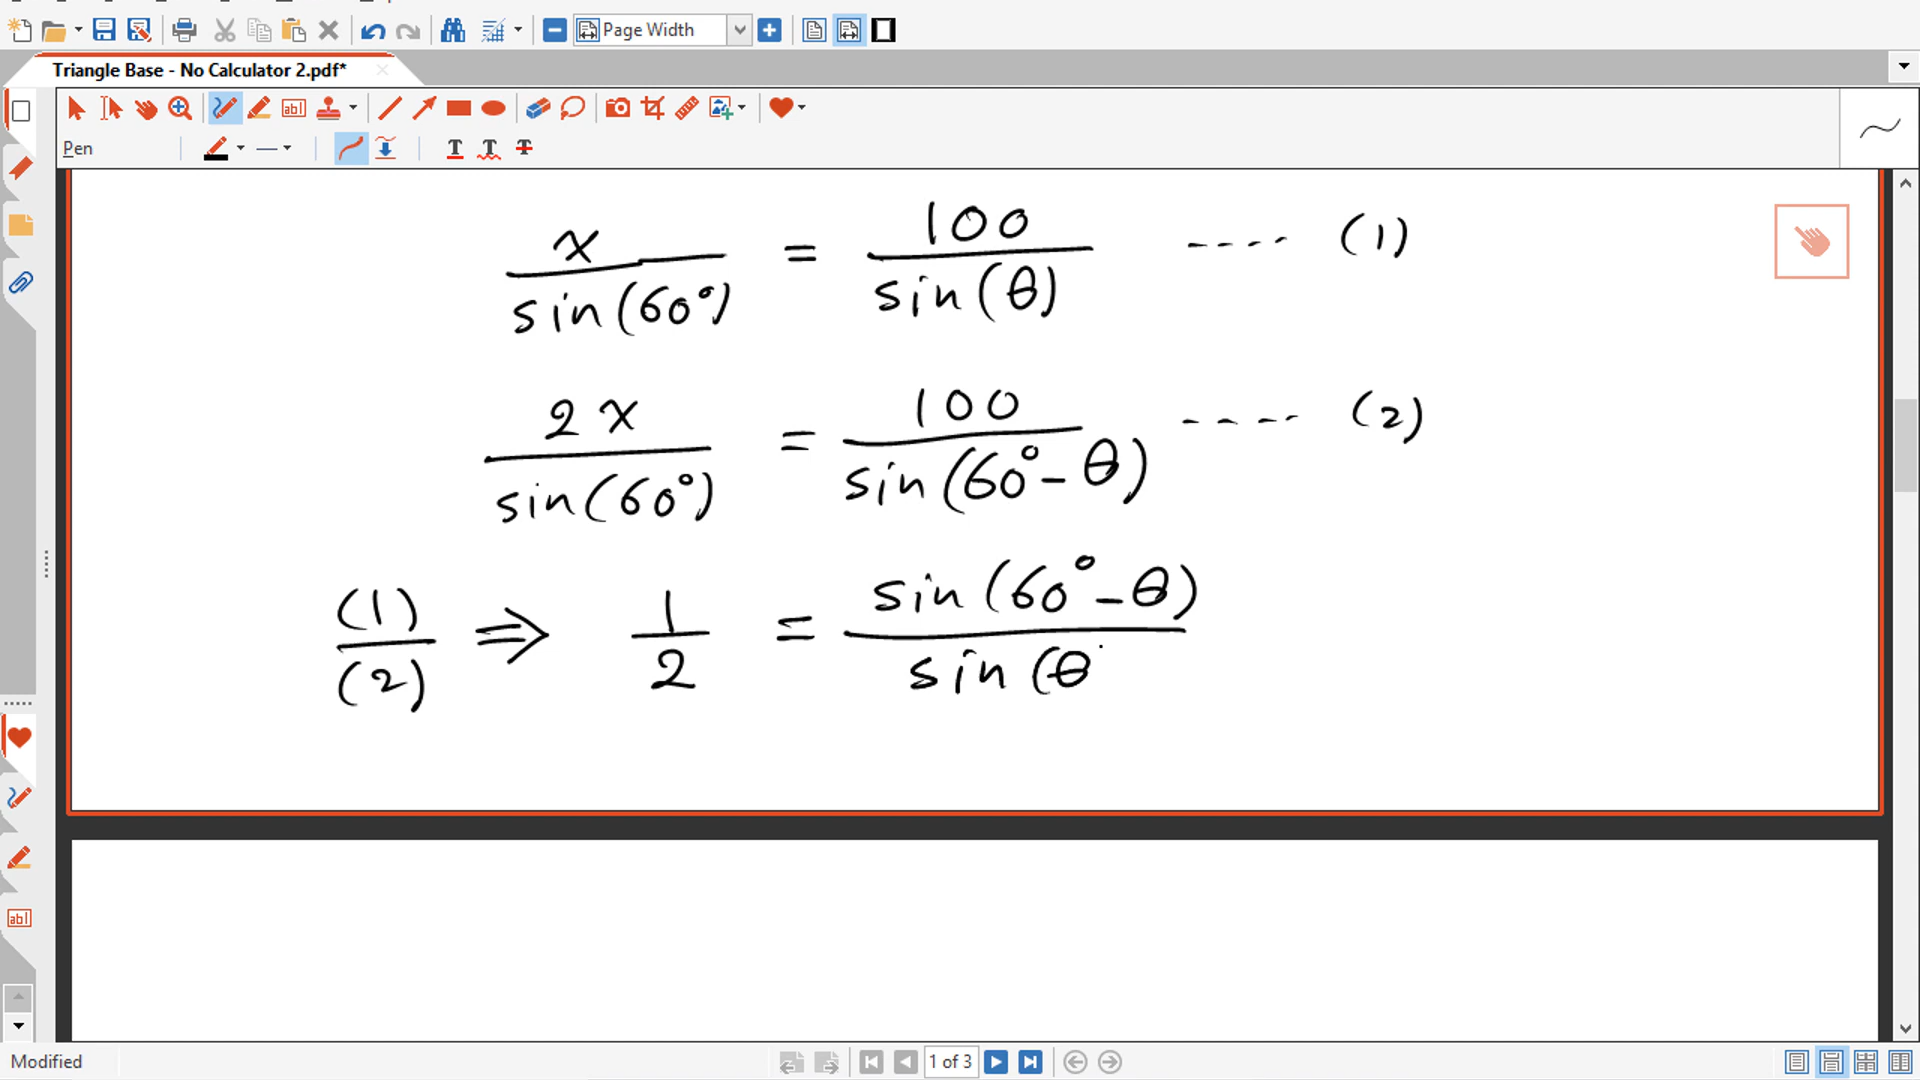 Page Width
Triangle Base - No Calculator 2.pdf*
Pen
x / sin(60°) = 100 / sin(θ) ---- (1)
2x / sin(60°) = 100 / sin(60° - θ) ---- (2)
(1) / (2) ⇒ 1 / 2 = sin(60° - θ) / sin(θ
Modified
1 of 3